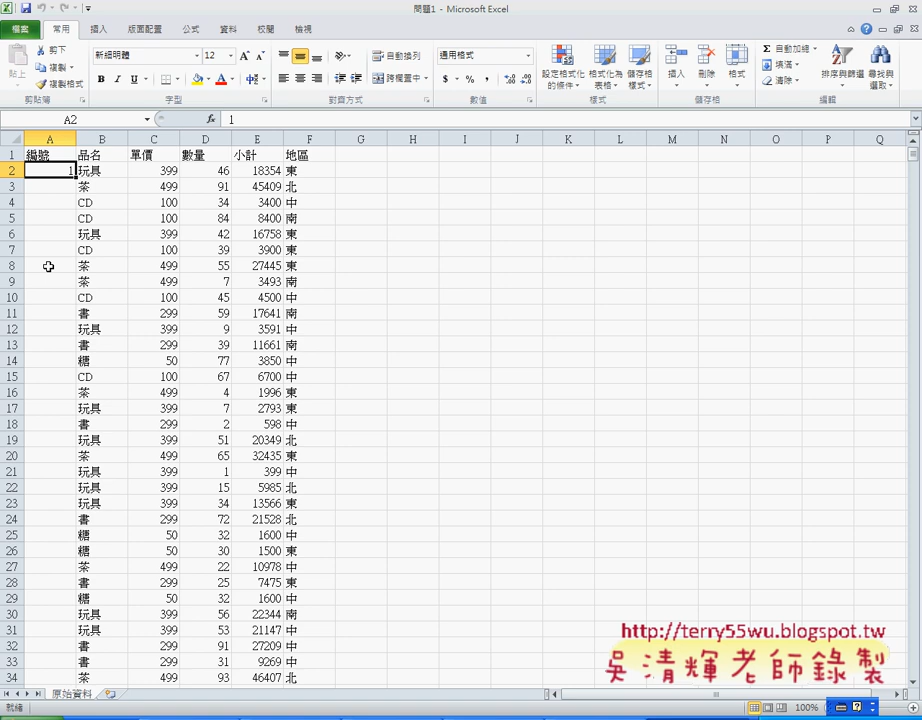 問題1 - Microsoft Excel
檔案 常用 插入 版面配置 公式 資料 校閱 檢視
剪下 新細明體 12 自動換列 通用格式 自動加總
貼上 複製 B I U A 跨欄置中 $ % , 設定格式化的條件 格式化為表格 儲存格樣式 插入 刪除 格式 填滿 排序與篩選 尋找與選取
複製格式 清除
剪貼簿 字型 對齊方式 數值 樣式 儲存格 編輯
A2 fx 1
A B C D E F G H I J K L M N O P Q
1 編號 品名 單價 數量 小計 地區
2 1 玩具 399 46 18354 東
3 茶 499 91 45409 北
4 CD 100 34 3400 中
5 CD 100 84 8400 南
6 玩具 399 42 16758 東
7 CD 100 39 3900 東
8 茶 499 55 27445 東
9 茶 499 7 3493 南
10 CD 100 45 4500 中
11 書 299 59 17641 南
12 玩具 399 9 3591 中
13 書 299 39 11661 南
14 糖 50 77 3850 中
15 CD 100 67 6700 中
16 茶 499 4 1996 東
17 玩具 399 7 2793 東
18 書 299 2 598 中
19 玩具 399 51 20349 北
20 茶 499 65 32435 東
21 玩具 399 1 399 中
22 玩具 399 15 5985 北
23 玩具 399 34 13566 東
24 書 299 72 21528 北
25 糖 50 32 1600 中
26 糖 50 30 1500 東
27 茶 499 22 10978 中
28 書 299 25 7475 東
29 糖 50 32 1600 中
30 玩具 399 56 22344 南
31 玩具 399 53 21147 中
32 書 299 91 27209 中
33 書 299 31 9269 中
34 茶 499 93 46407 北
http://terry55wu.blogspot.tw
吳清輝老師錄製
原始資料
就緒 100%